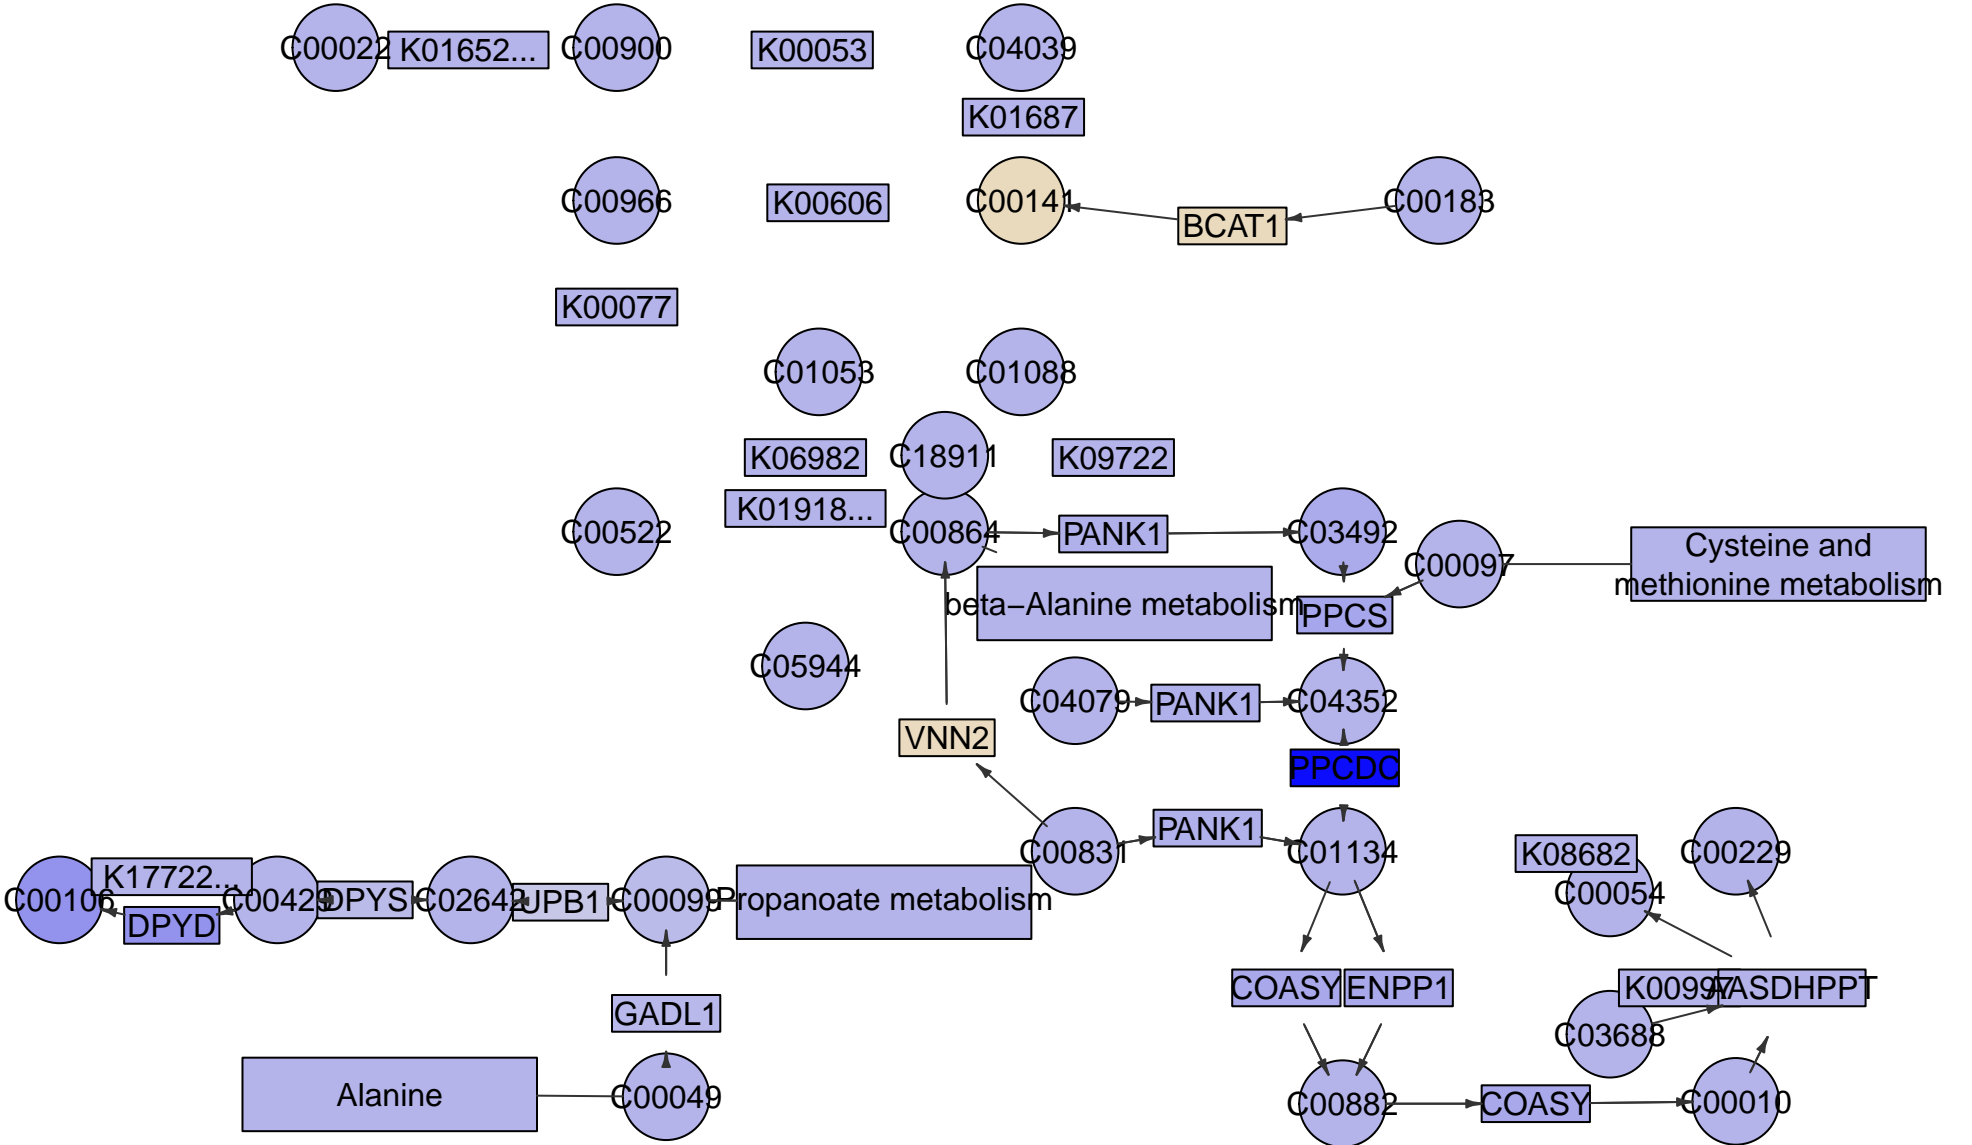 C00022
K01652...
C00900
K00053
C04039
K01687
C00966
K00606
C00141
BCAT1
C00183
K00077
C01053
C01088
K06982
C18911
K09722
K01918...
C00522
C00864
PANK1
C03492
C00097
Cysteine and
methionine metabolism
beta−Alanine metabolism
PPCS
C05944
C04079
PANK1
C04352
VNN2
PPCDC
C00831
PANK1
C01134
K08682
C00229
C00054
C00106
K17722...
DPYD
C00429
DPYS
C02642
UPB1
C00099
Propanoate metabolism
COASY
ENPP1
K00997
AASDHPPT
GADL1
C03688
Alanine
C00049
C00882
COASY
C00010